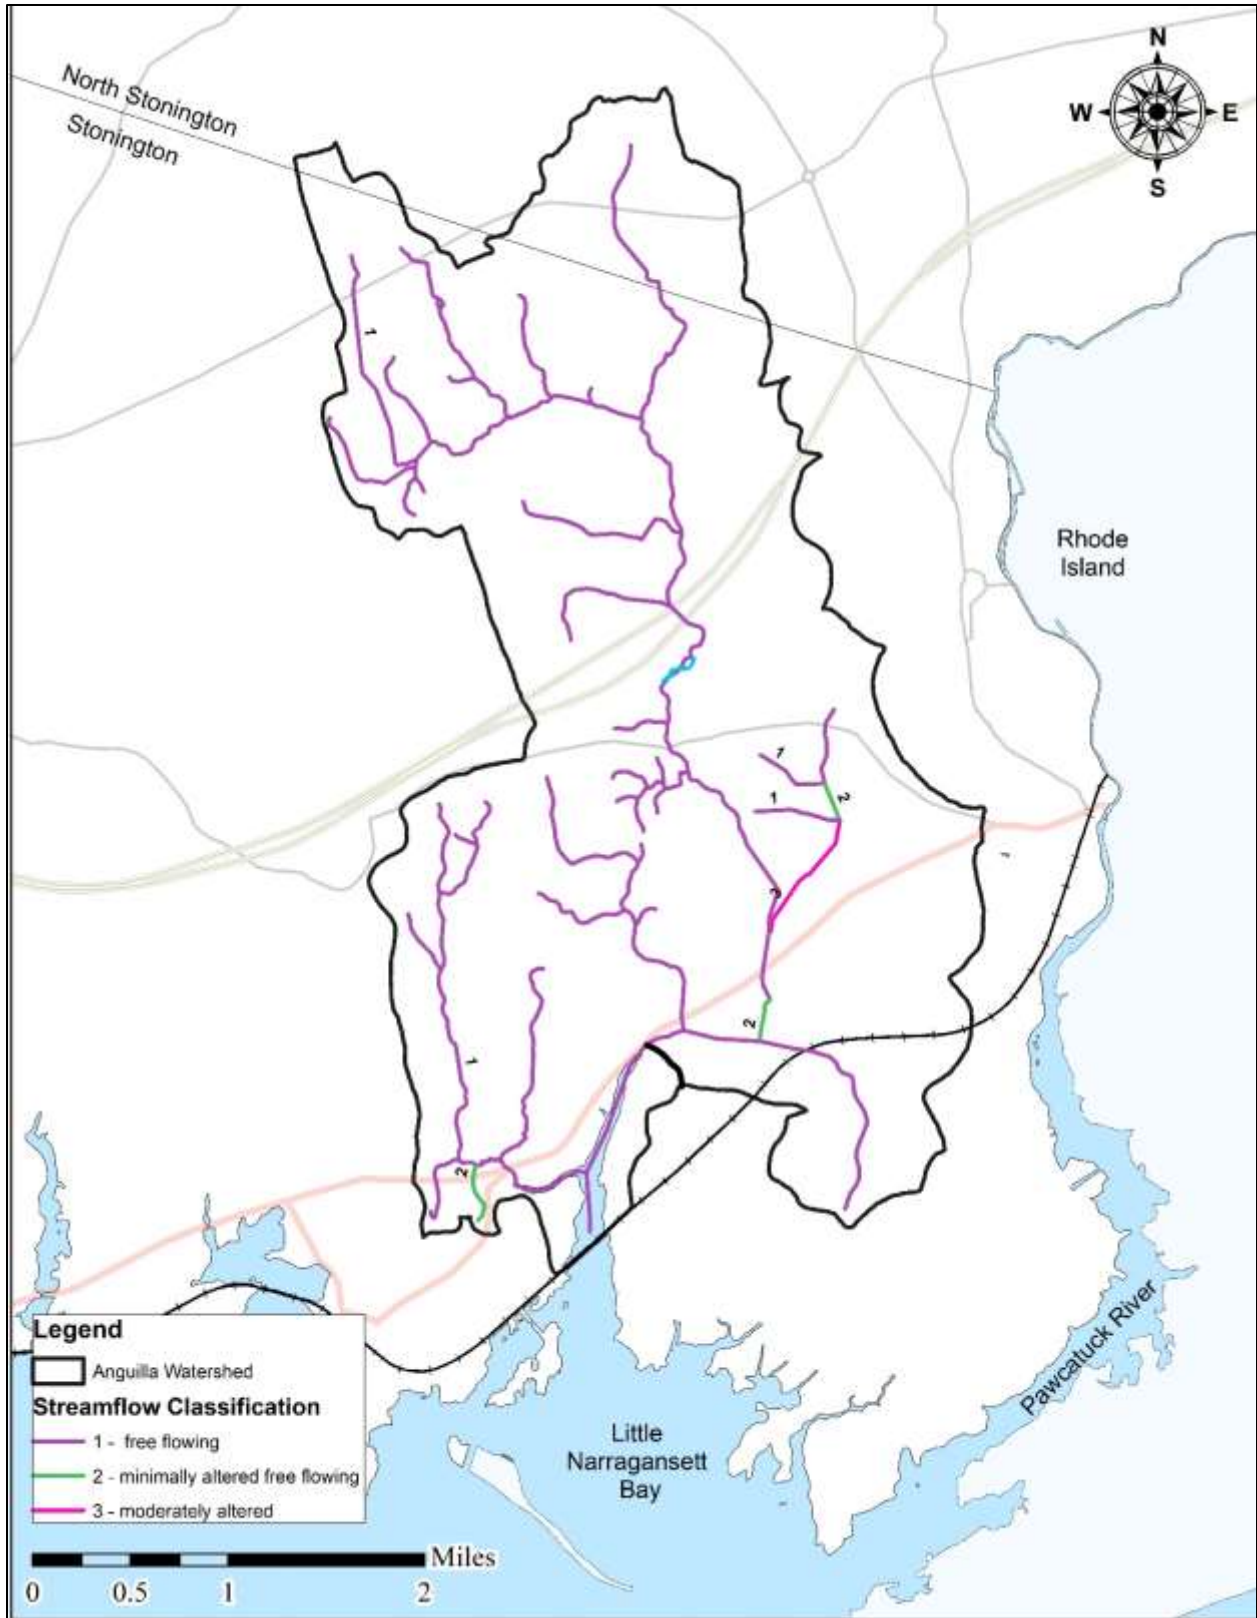 N
W E
S
North Stonington
Stonington
1
Rhode
Island
1
2
1
1
3
2
1
2
Pawcatuck River
Little
Narragansett
Bay
Legend
Anguilla Watershed
Streamflow Classification
1 - free flowing
2 - minimally altered free flowing
3 - moderately altered
Miles
0 0.5 1 2